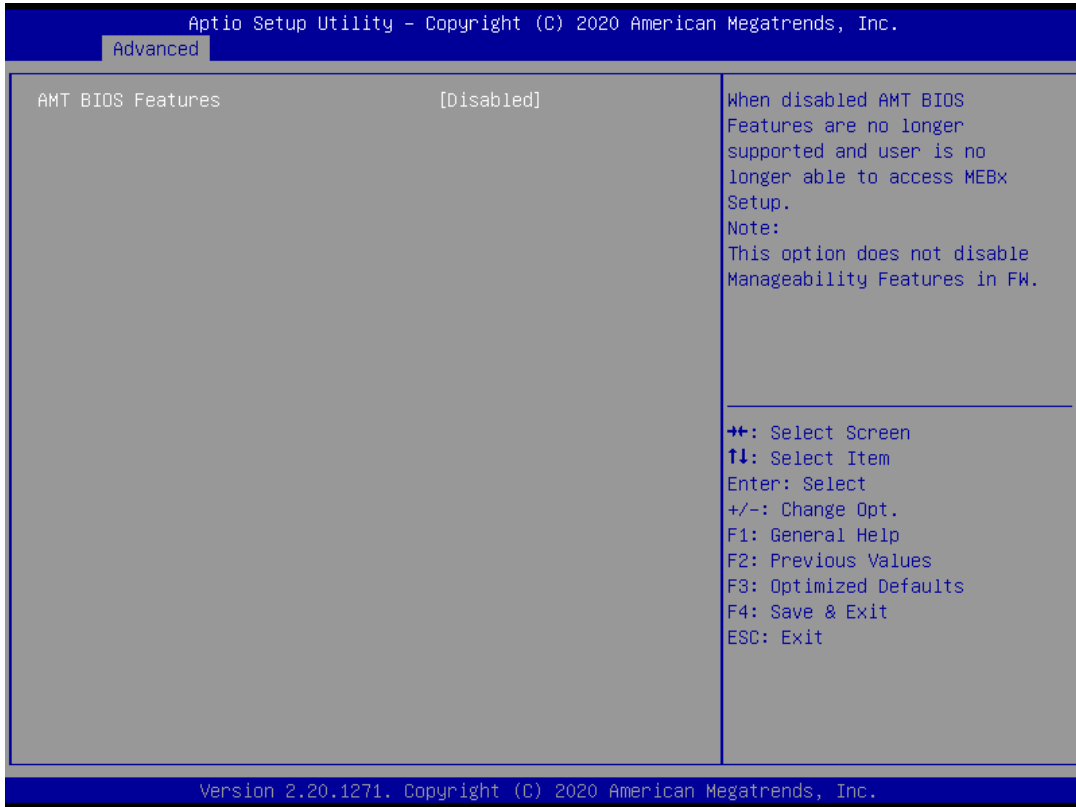 Aptio Setup Utility – Copyright (C) 2020 American Megatrends, Inc.
Advanced
AMT BIOS Features [Disabled]
When disabled AMT BIOS
Features are no longer
supported and user is no
longer able to access MEBx
Setup.
Note:
This option does not disable
Manageability Features in FW.
→←: Select Screen
↑↓: Select Item
Enter: Select
+/-: Change Opt.
F1: General Help
F2: Previous Values
F3: Optimized Defaults
F4: Save & Exit
ESC: Exit
Version 2.20.1271. Copyright (C) 2020 American Megatrends, Inc.